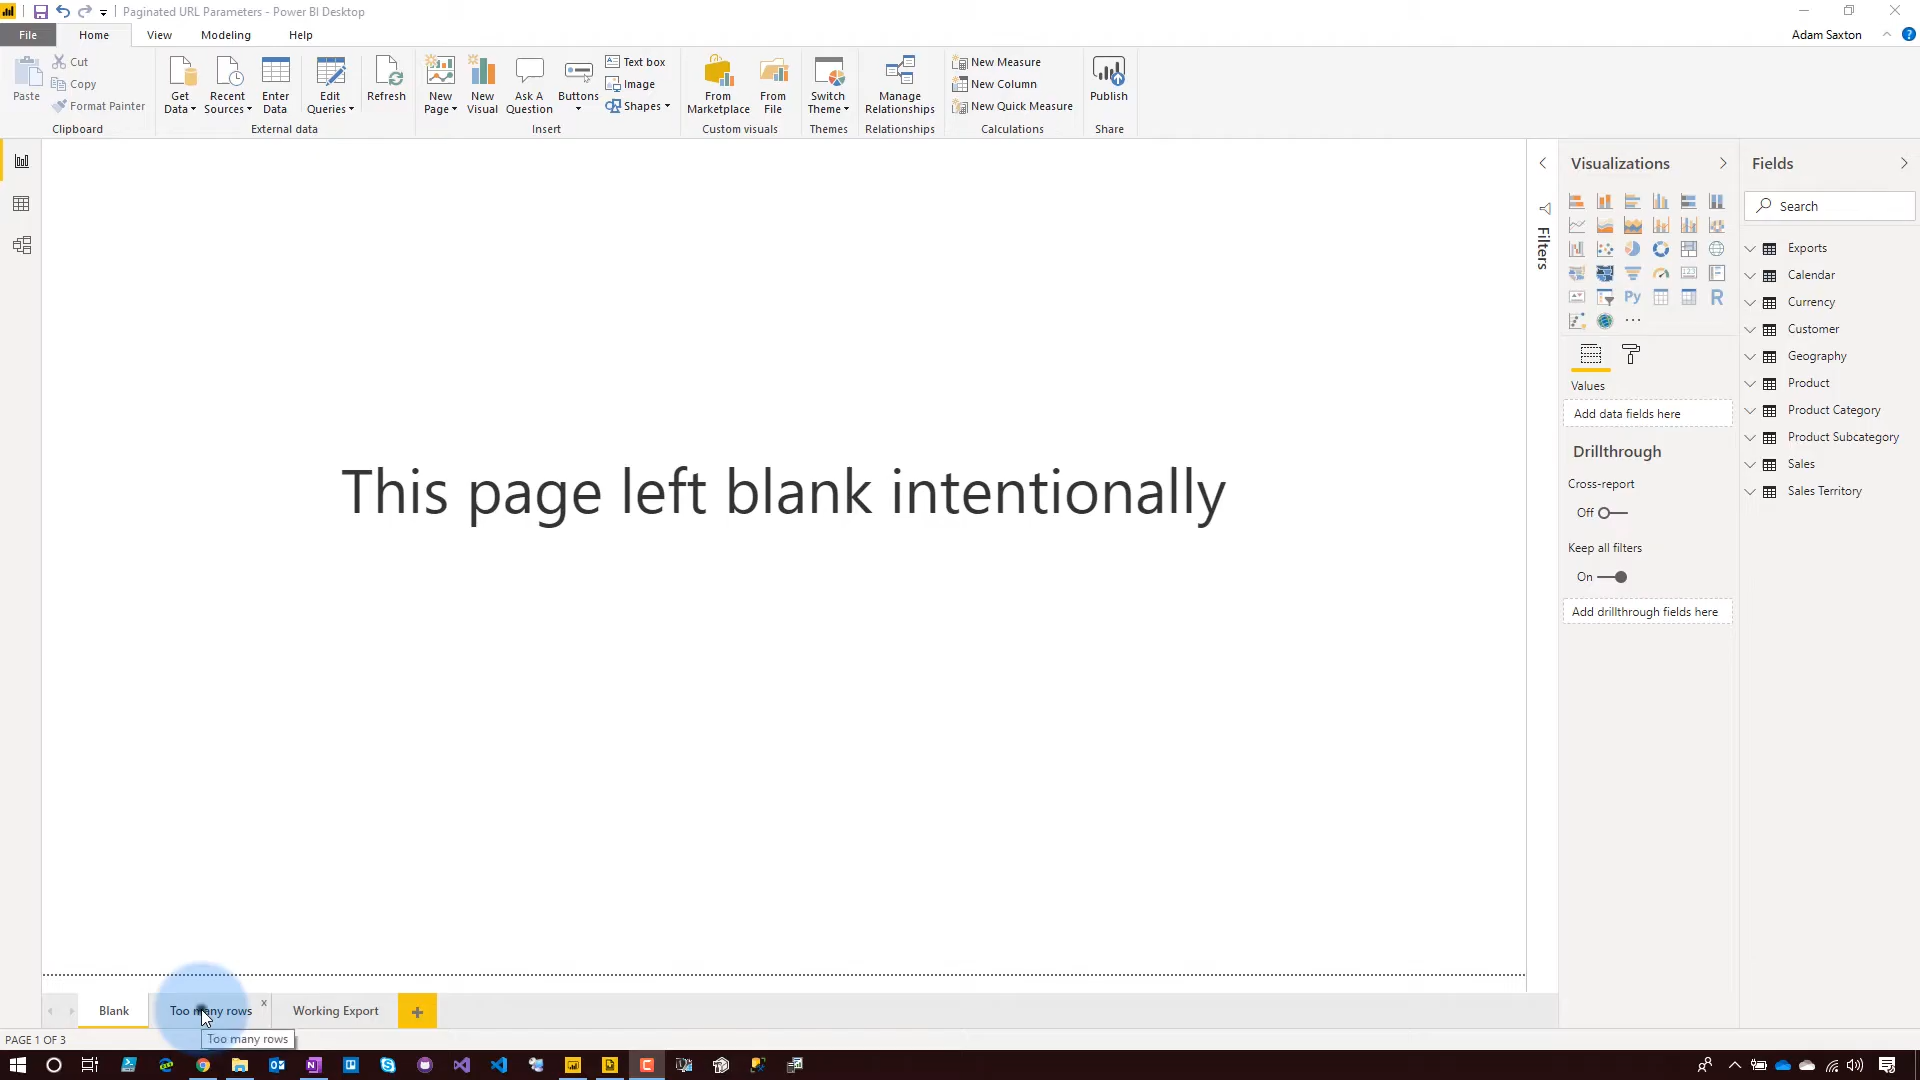 Paginated URL Parameters - Power BI Desktop
File Home View Modeling Help
Adam Saxton
Paste
Cut
Copy
Format Painter
Clipboard
Get Data
Recent Sources
Enter Data
Edit Queries
Refresh
External data
New Page
New Visual
Ask A Question
Buttons
Text box
Image
Shapes
Insert
From Marketplace
From File
Custom visuals
Switch Theme
Themes
Manage Relationships
Relationships
New Measure
New Column
New Quick Measure
Calculations
Publish
Share
This page left blank intentionally
Filters
Visualizations
Py
R
Values
Add data fields here
Drillthrough
Cross-report
Off
Keep all filters
On
Add drillthrough fields here
Fields
Search
Exports
Calendar
Currency
Customer
Geography
Product
Product Category
Product Subcategory
Sales
Sales Territory
Blank
Too many rows
Working Export
Too many rows
PAGE 1 OF 3